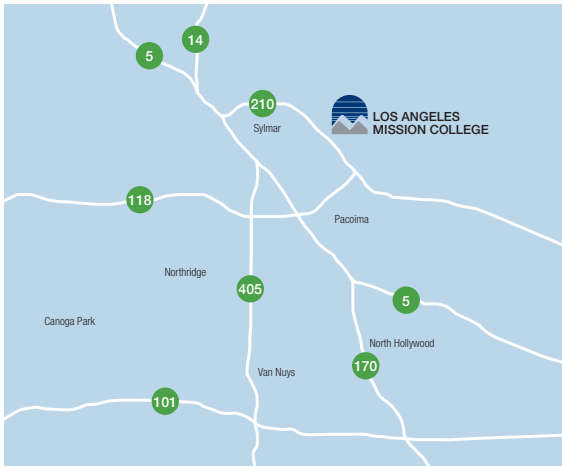 14
5
210
LOS ANGELES
MISSION COLLEGE
Sylmar
118
Pacoima
Northridge
405
5
Canoga Park
North Hollywood
170
Van Nuys
101